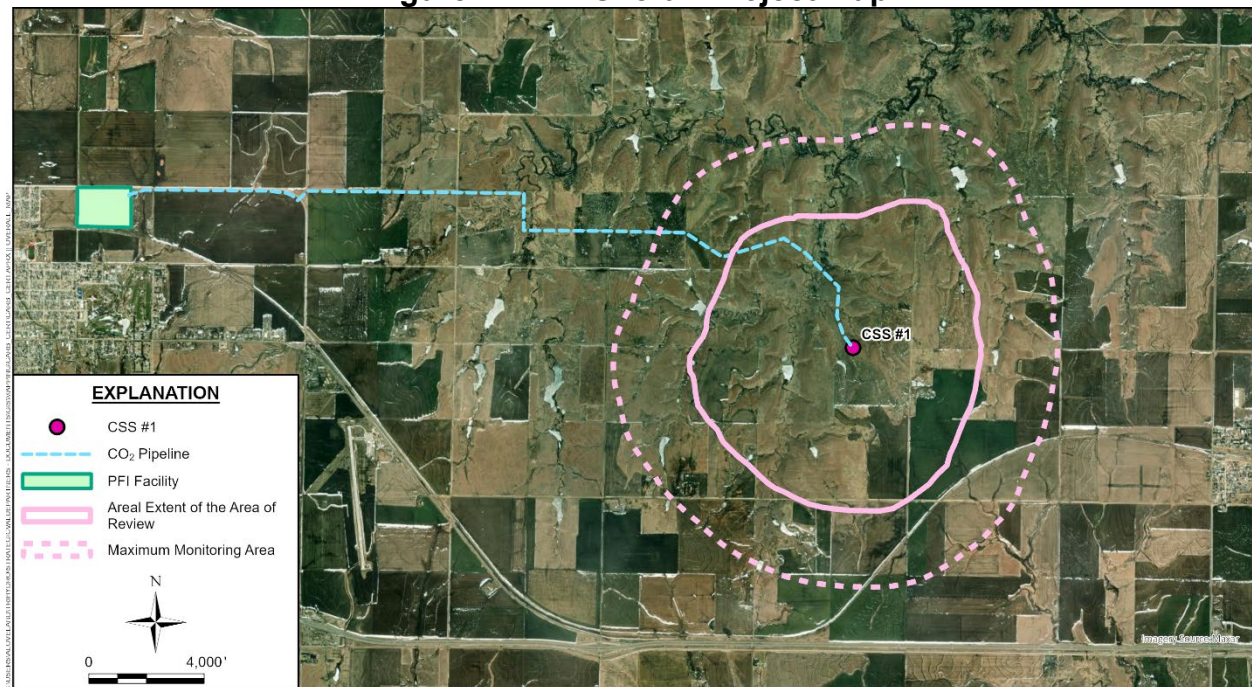 CSS #1
EXPLANATION
CSS #1
CO₂ Pipeline
PFI Facility
Areal Extent of the Area of
Review
Maximum Monitoring Area
N
0 4,000'
Imagery Source: Maxar